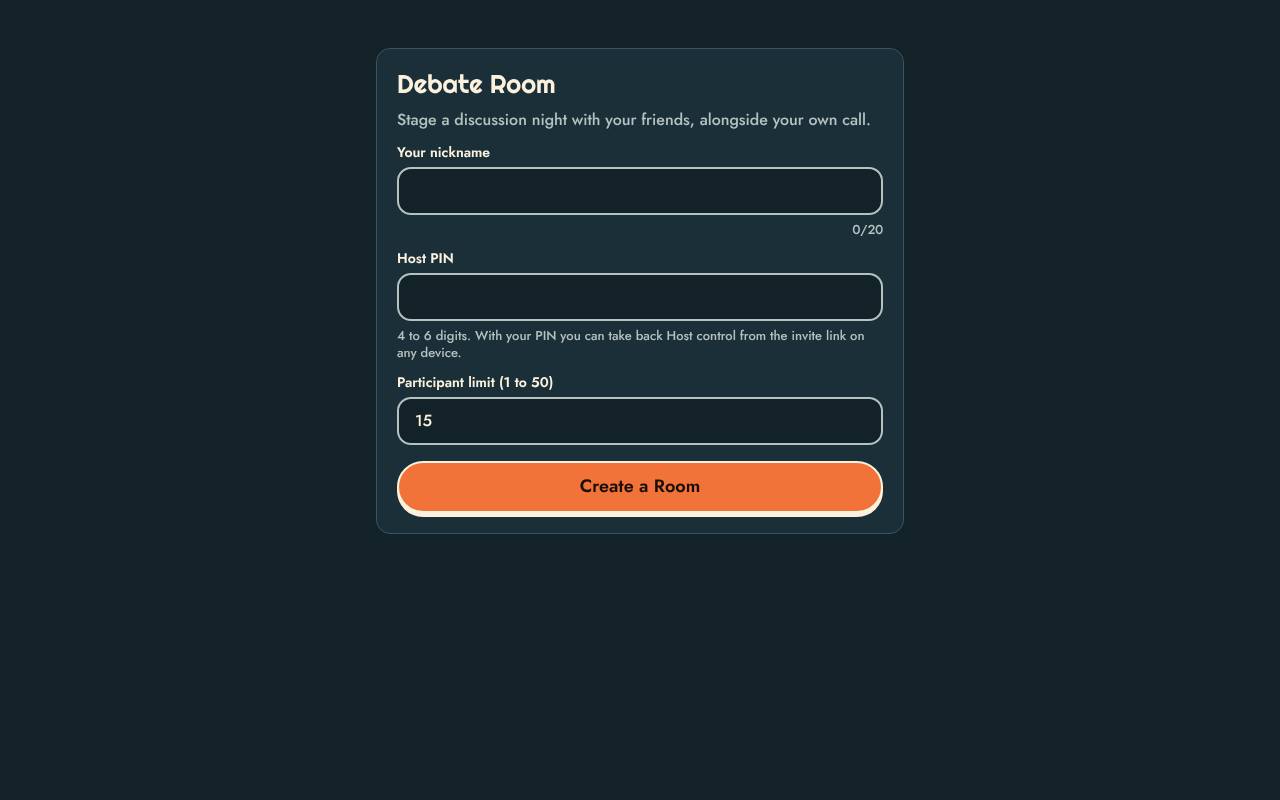 Debate Room
Stage a discussion night with your friends, alongside your own call.
Your nickname
0/20
Host PIN
4 to 6 digits. With your PIN you can take back Host control from the invite link on
any device.
Participant limit (1 to 50)
15
Create a Room